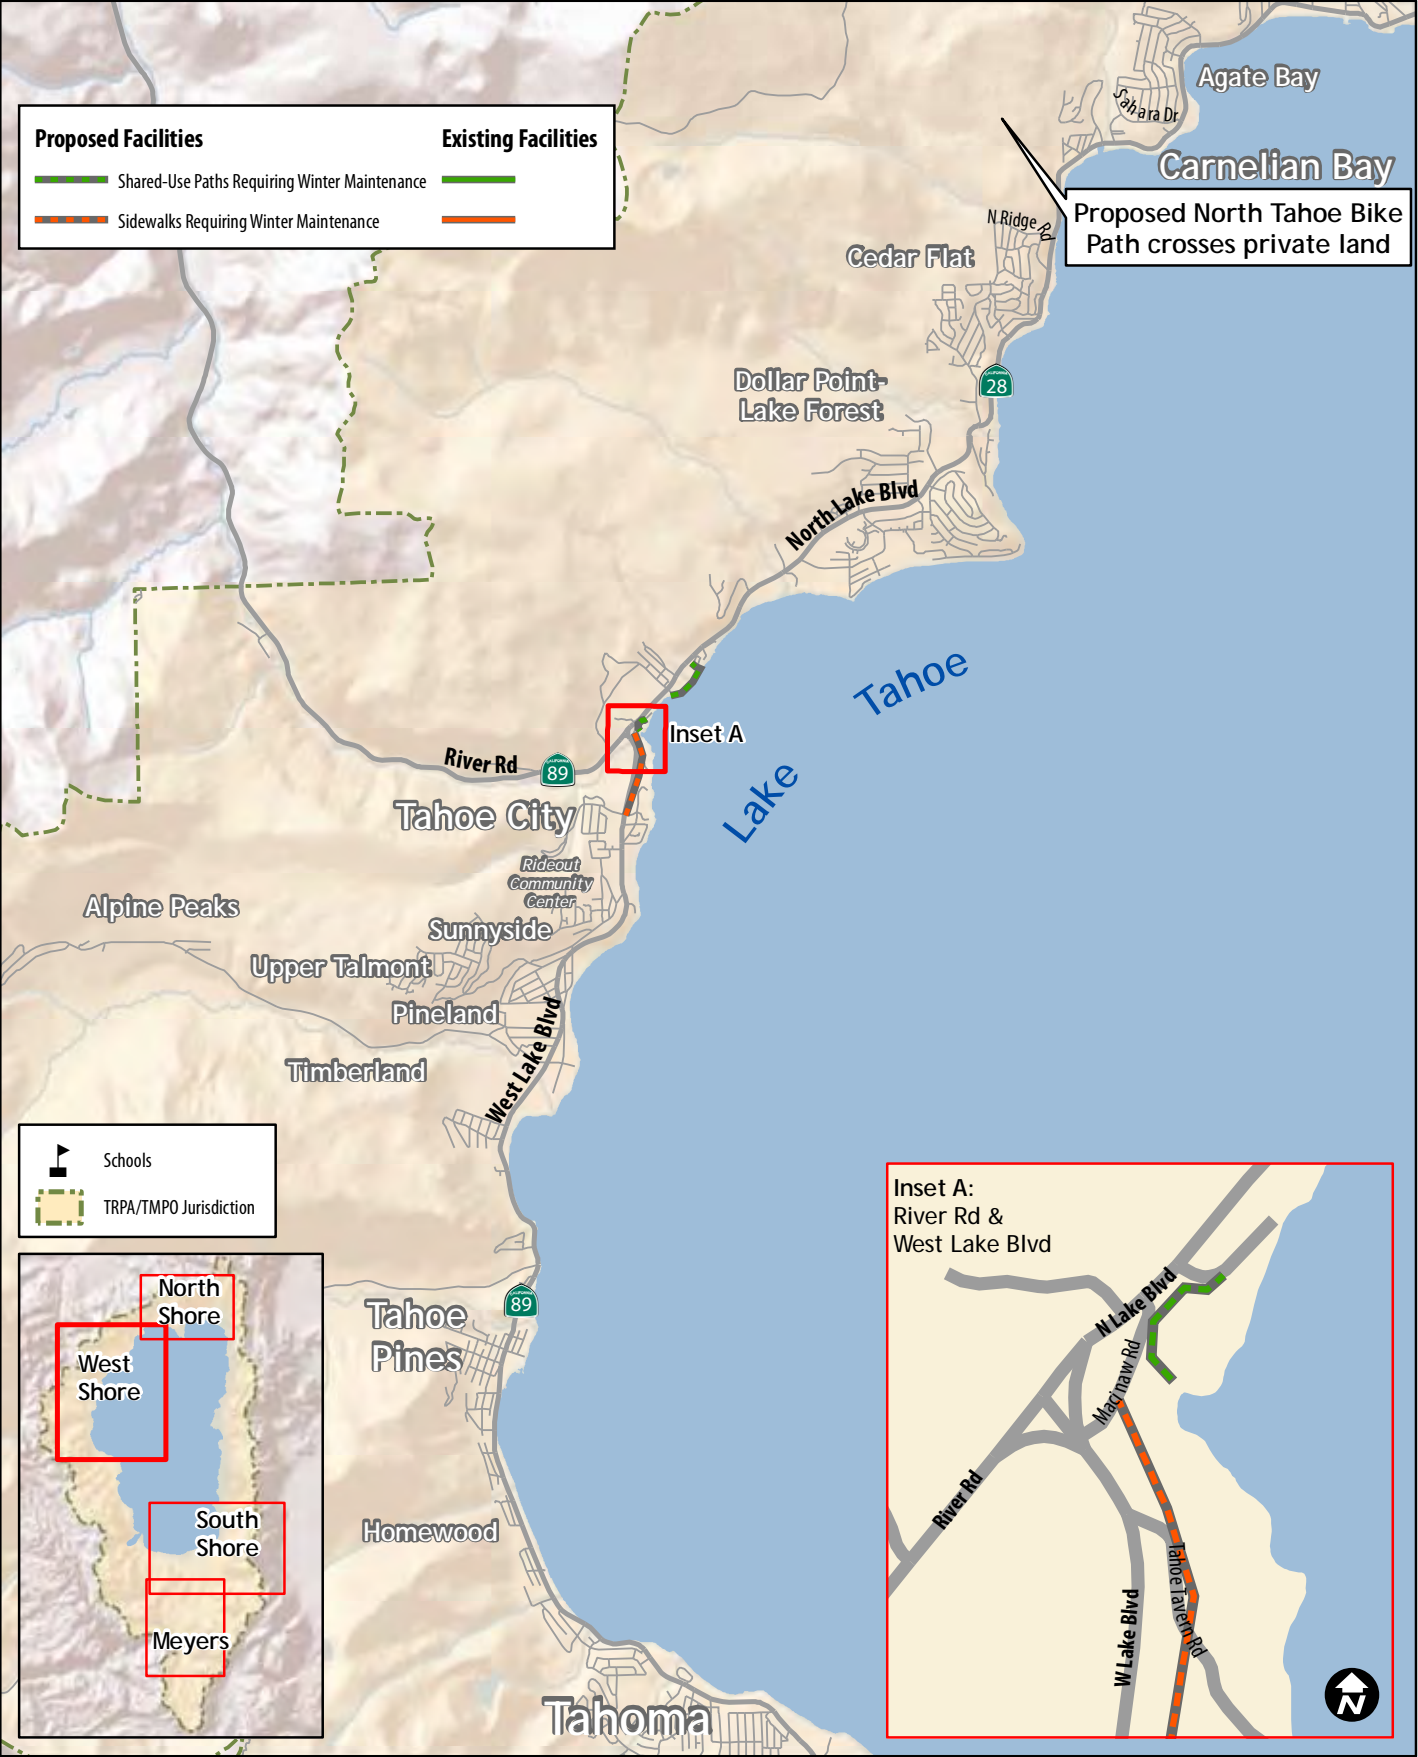 Agate Bay
Sahara Dr
Carnelian Bay
Proposed Facilities
Existing Facilities
Shared-Use Paths Requiring Winter Maintenance
Sidewalks Requiring Winter Maintenance
Proposed North Tahoe Bike
Path crosses private land
N Ridge Rd
Cedar Flat
Dollar Point-
Lake Forest
CALIFORNIA
28
North Lake Blvd
Lake Tahoe
Inset A
River Rd
CALIFORNIA
89
Tahoe City
Rideout
Community
Center
Alpine Peaks
Sunnyside
Upper Talmont
Pineland
West Lake Blvd
Timberland
Schools
TRPA/TMPO Jurisdiction
North
Shore
West
Shore
South
Shore
Meyers
CALIFORNIA
89
Tahoe
Pines
Homewood
Tahoma
Inset A:
River Rd &
West Lake Blvd
N Lake Blvd
Macinaw Rd
River Rd
Tahoe Tavern Rd
W Lake Blvd
N